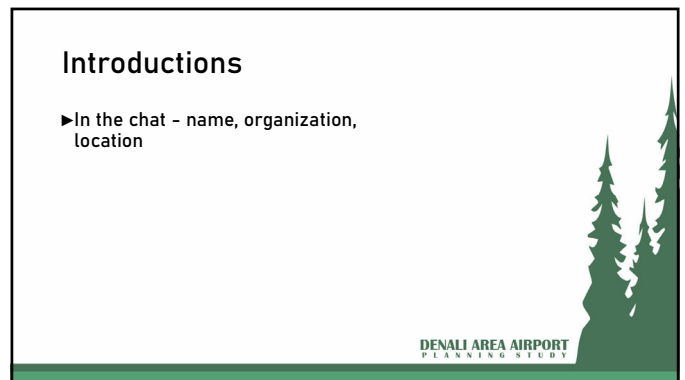 Introductions
►In the chat - name, organization,
location
DENALI AREA AIRPORT
PLANNING STUDY